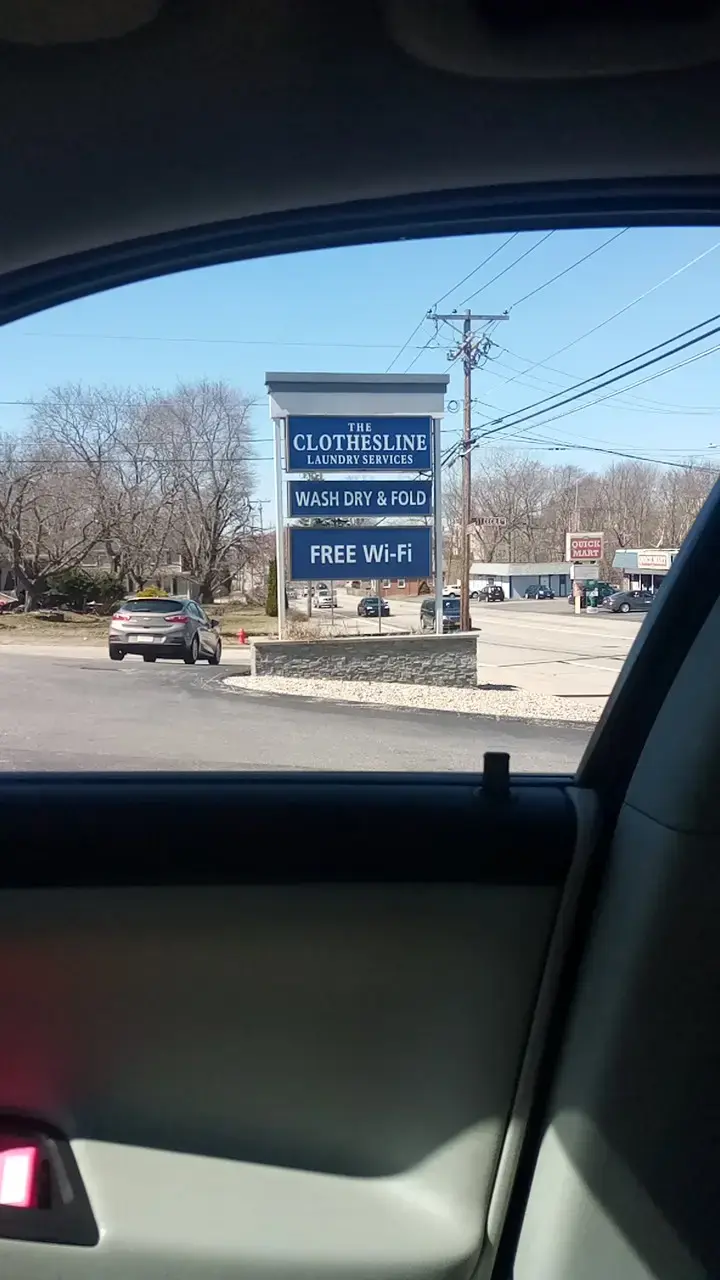 THE
CLOTHESLINE
LAUNDRY SERVICES
WASH DRY & FOLD
FREE Wi-Fi
QUICK
MART